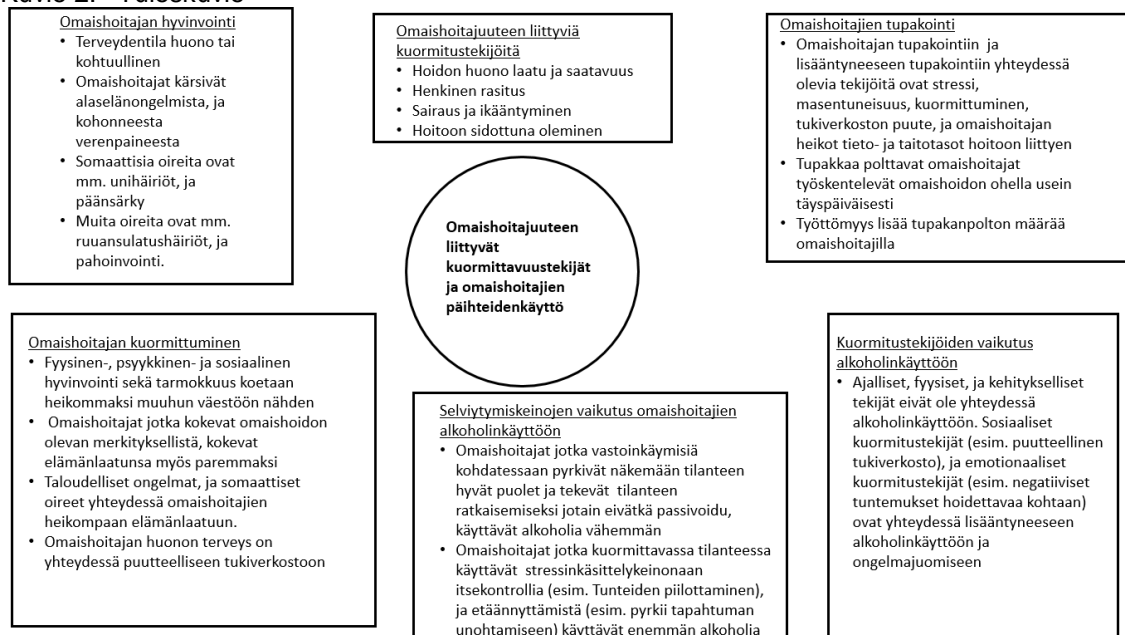 Omaishoitajan hyvinvointi
• Terveydentila huono tai
kohtuullinen
• Omaishoitajat kärsivät
alaselänongelmista, ja
kohonneesta
verenpaineesta
• Somaattisia oireita ovat
mm. unihäiriöt, ja
päänsärky
• Muita oireita ovat mm.
ruuansulatushäiriöt, ja
pahoinvointi.
Omaishoitajuuteen liittyviä
kuormitustekijöitä
• Hoidon huono laatu ja saatavuus
• Henkinen rasitus
• Sairaus ja ikääntyminen
• Hoitoon sidottuna oleminen
Omaishoitajien tupakointi
• Omaishoitajan tupakointiin ja
lisääntyneeseen tupakointiin yhteydessä
olevia tekijöitä ovat stressi,
masentuneisuus, kuormittuminen,
tukiverkoston puute, ja omaishoitajan
heikot tieto- ja taitotasot hoitoon liittyen
• Tupakkaa polttavat omaishoitajat
työskentelevät omaishoidon ohella usein
täyspäiväisesti
• Työttömyys lisää tupakanpolton määrää
omaishoitajilla
Omaishoitajuuteen
liittyvät
kuormittavuustekijät
ja omaishoitajien
päihteidenkäyttö
Omaishoitajan kuormittuminen
• Fyysinen-, psyykkinen- ja sosiaalinen
hyvinvointi sekä tarmokkuus koetaan
heikommaksi muuhun väestöön nähden
• Omaishoitajat jotka kokevat omaishoidon
olevan merkityksellistä, kokevat
elämänlaatunsa myös paremmaksi
• Taloudelliset ongelmat, ja somaattiset
oireet yhteydessä omaishoitajien
heikompaan elämänlaatuun.
• Omaishoitajan huonon terveys on
yhteydessä puutteelliseen tukiverkostoon
Selviytymiskeinojen vaikutus omaishoitajien
alkoholinkäyttöön
• Omaishoitajat jotka vastoinkäymisiä
kohdatessaan pyrkivät näkemään tilanteen
hyvät puolet ja tekevät tilanteen
ratkaisemiseksi jotain eivätkä passivoidu,
käyttävät alkoholia vähemmän
• Omaishoitajat jotka kuormittavassa tilanteessa
käyttävät stressinkäsittelykeinonaan
itsekontrollia (esim. Tunteiden piilottaminen),
ja etäännyttämistä (esim. pyrkii tapahtuman
unohtamiseen) käyttävät enemmän alkoholia
Kuormitustekijöiden vaikutus
alkoholinkäyttöön
• Ajalliset, fyysiset, ja kehitykselliset
tekijät eivät ole yhteydessä
alkoholinkäyttöön. Sosiaaliset
kuormitustekijät (esim. puutteellinen
tukiverkosto), ja emotionaaliset
kuormitustekijät (esim. negatiiviset
tuntemukset hoidettavaa kohtaan)
ovat yhteydessä lisääntyneeseen
alkoholinkäyttöön ja
ongelmajuomiseen